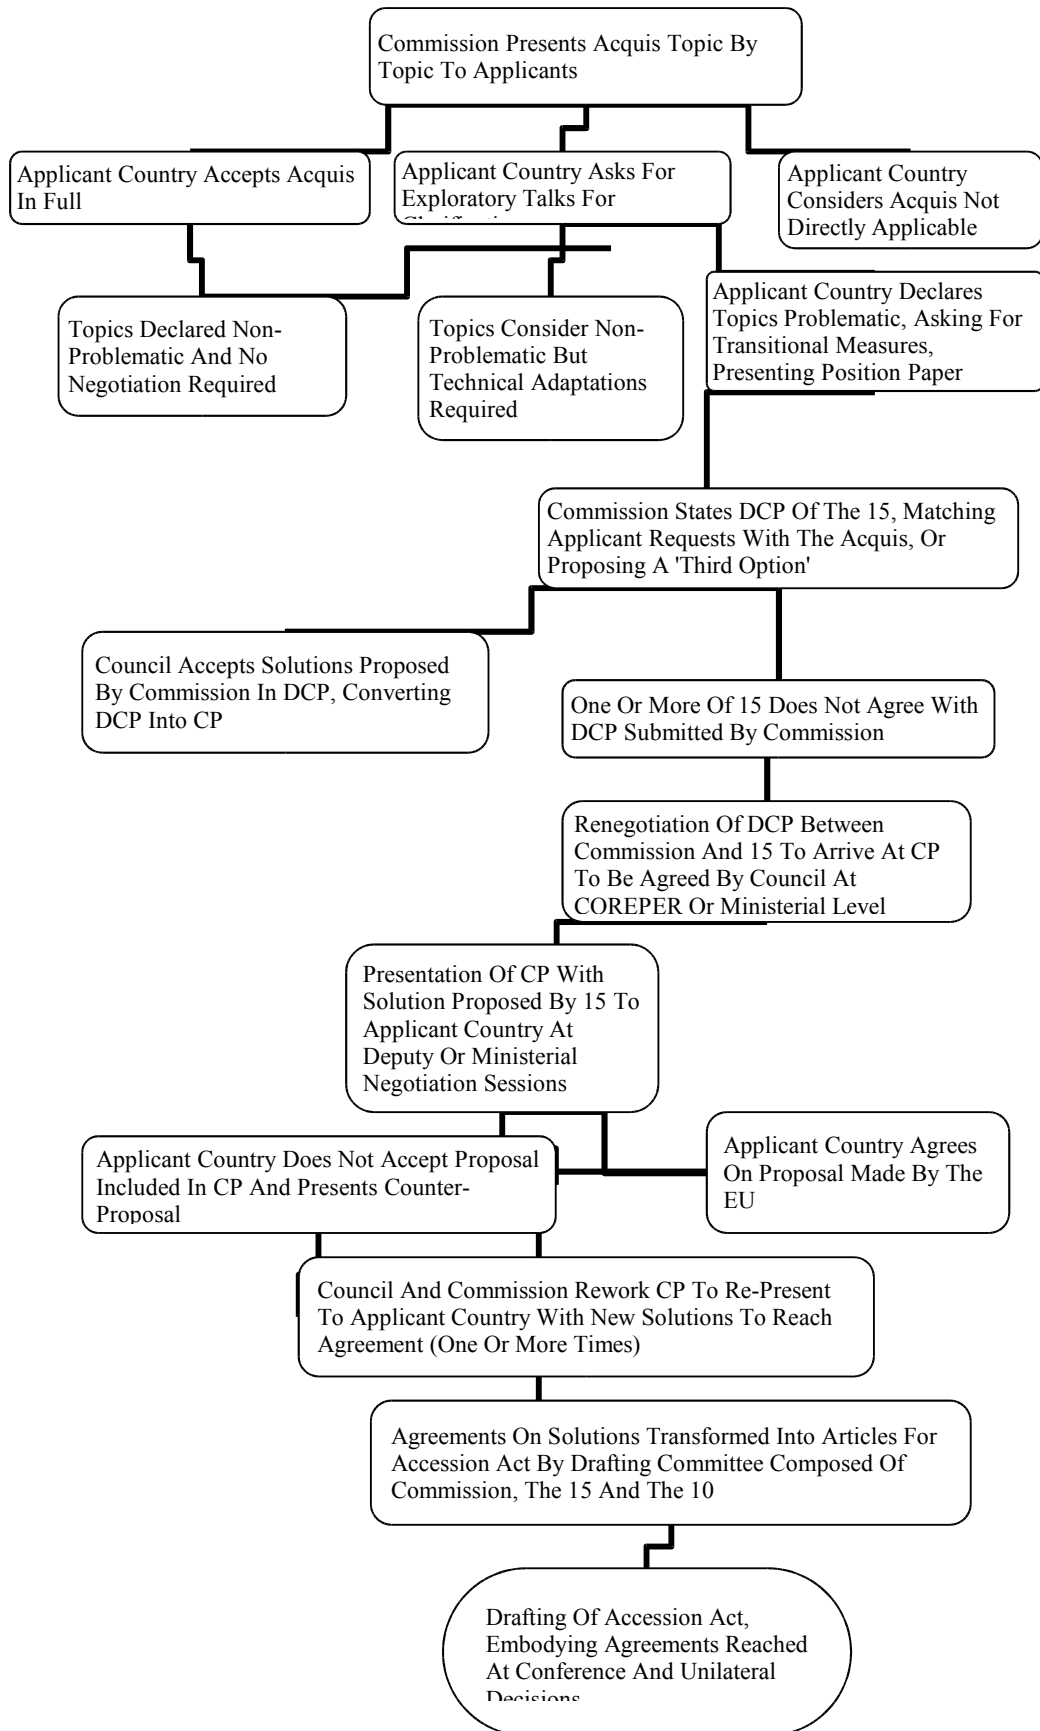 Commission Presents Acquis Topic By
Topic To Applicants
Applicant Country Accepts Acquis
In Full
Applicant Country Asks For
Exploratory Talks For
Applicant Country
Considers Acquis Not
Directly Applicable
Topics Declared Non-
Problematic And No
Negotiation Required
Topics Consider Non-
Problematic But
Technical Adaptations
Required
Applicant Country Declares
Topics Problematic, Asking For
Transitional Measures,
Presenting Position Paper
Commission States DCP Of The 15, Matching
Applicant Requests With The Acquis, Or
Proposing A 'Third Option'
Council Accepts Solutions Proposed
By Commission In DCP, Converting
DCP Into CP
One Or More Of 15 Does Not Agree With
DCP Submitted By Commission
Renegotiation Of DCP Between
Commission And 15 To Arrive At CP
To Be Agreed By Council At
COREPER Or Ministerial Level
Presentation Of CP With
Solution Proposed By 15 To
Applicant Country At
Deputy Or Ministerial
Negotiation Sessions
Applicant Country Does Not Accept Proposal
Included In CP And Presents Counter-
Proposal
Applicant Country Agrees
On Proposal Made By The
EU
Council And Commission Rework CP To Re-Present
To Applicant Country With New Solutions To Reach
Agreement (One Or More Times)
Agreements On Solutions Transformed Into Articles For
Accession Act By Drafting Committee Composed Of
Commission, The 15 And The 10
Drafting Of Accession Act,
Embodying Agreements Reached
At Conference And Unilateral
Decisions